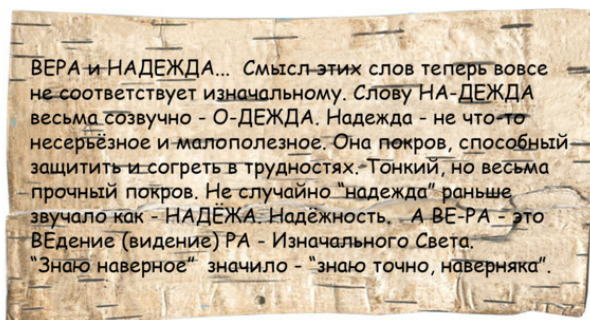 ВЕРА и НАДЕЖДА... Смысл этих слов теперь вовсе
не соответствует изначальному. Слову НА-ДЕЖДА
весьма созвучно - О-ДЕЖДА. Надежда - не что-то
несерьёзное и малополезное. Она покров, способный
защитить и согреть в трудностях. Тонкий, но весьма
прочный покров. Не случайно “надежда” раньше
звучало как - НАДЁЖА. Надёжность. А ВЕ-РА - это
ВЕдение (видение) РА - Изначального Света.
“Знаю наверное” значило - “знаю точно, наверняка”.